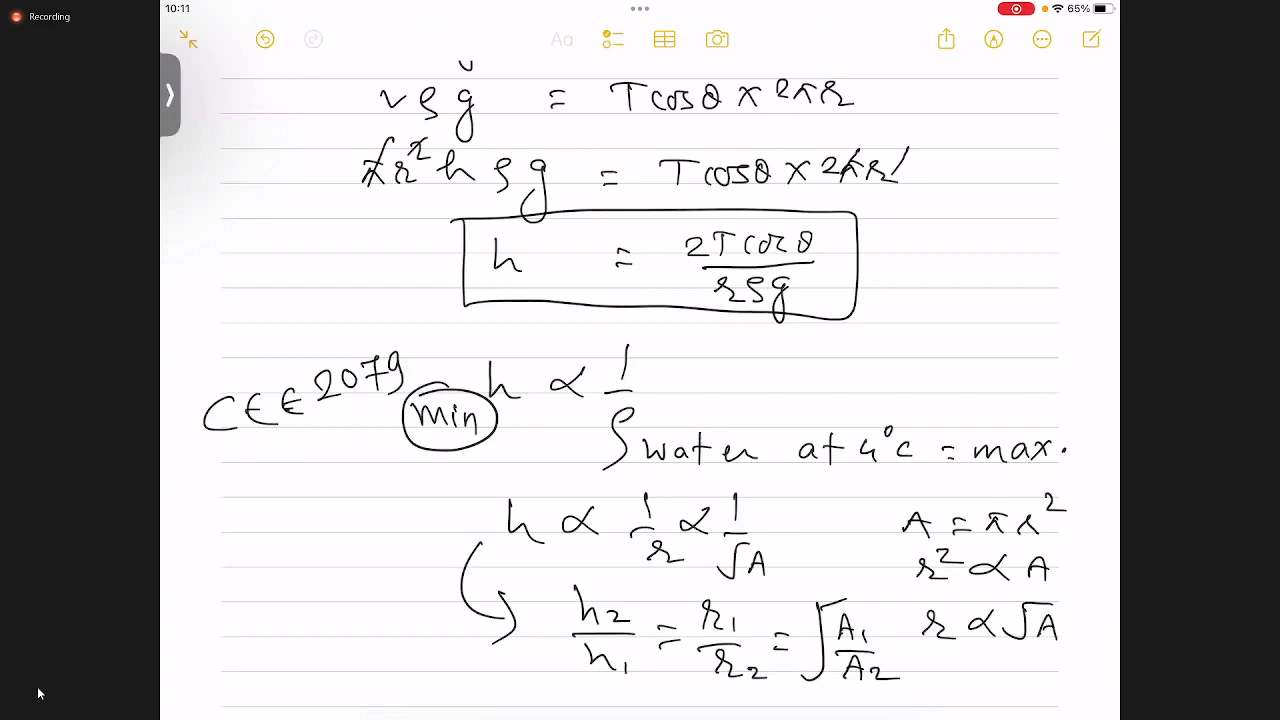 Recording
10:11
65%
Aa
vρg = T cosθ × 2πr
πr²hρg = T cosθ × 2πr
h = 2T cosθ / rρg
CEE 2079 min h ∝ 1/ρ
water at 4°c = max.
h ∝ 1/r ∝ 1/√A
A = πr²
r² ∝ A
h2/h1 = r1/r2 = √A1/A2
r ∝ √A